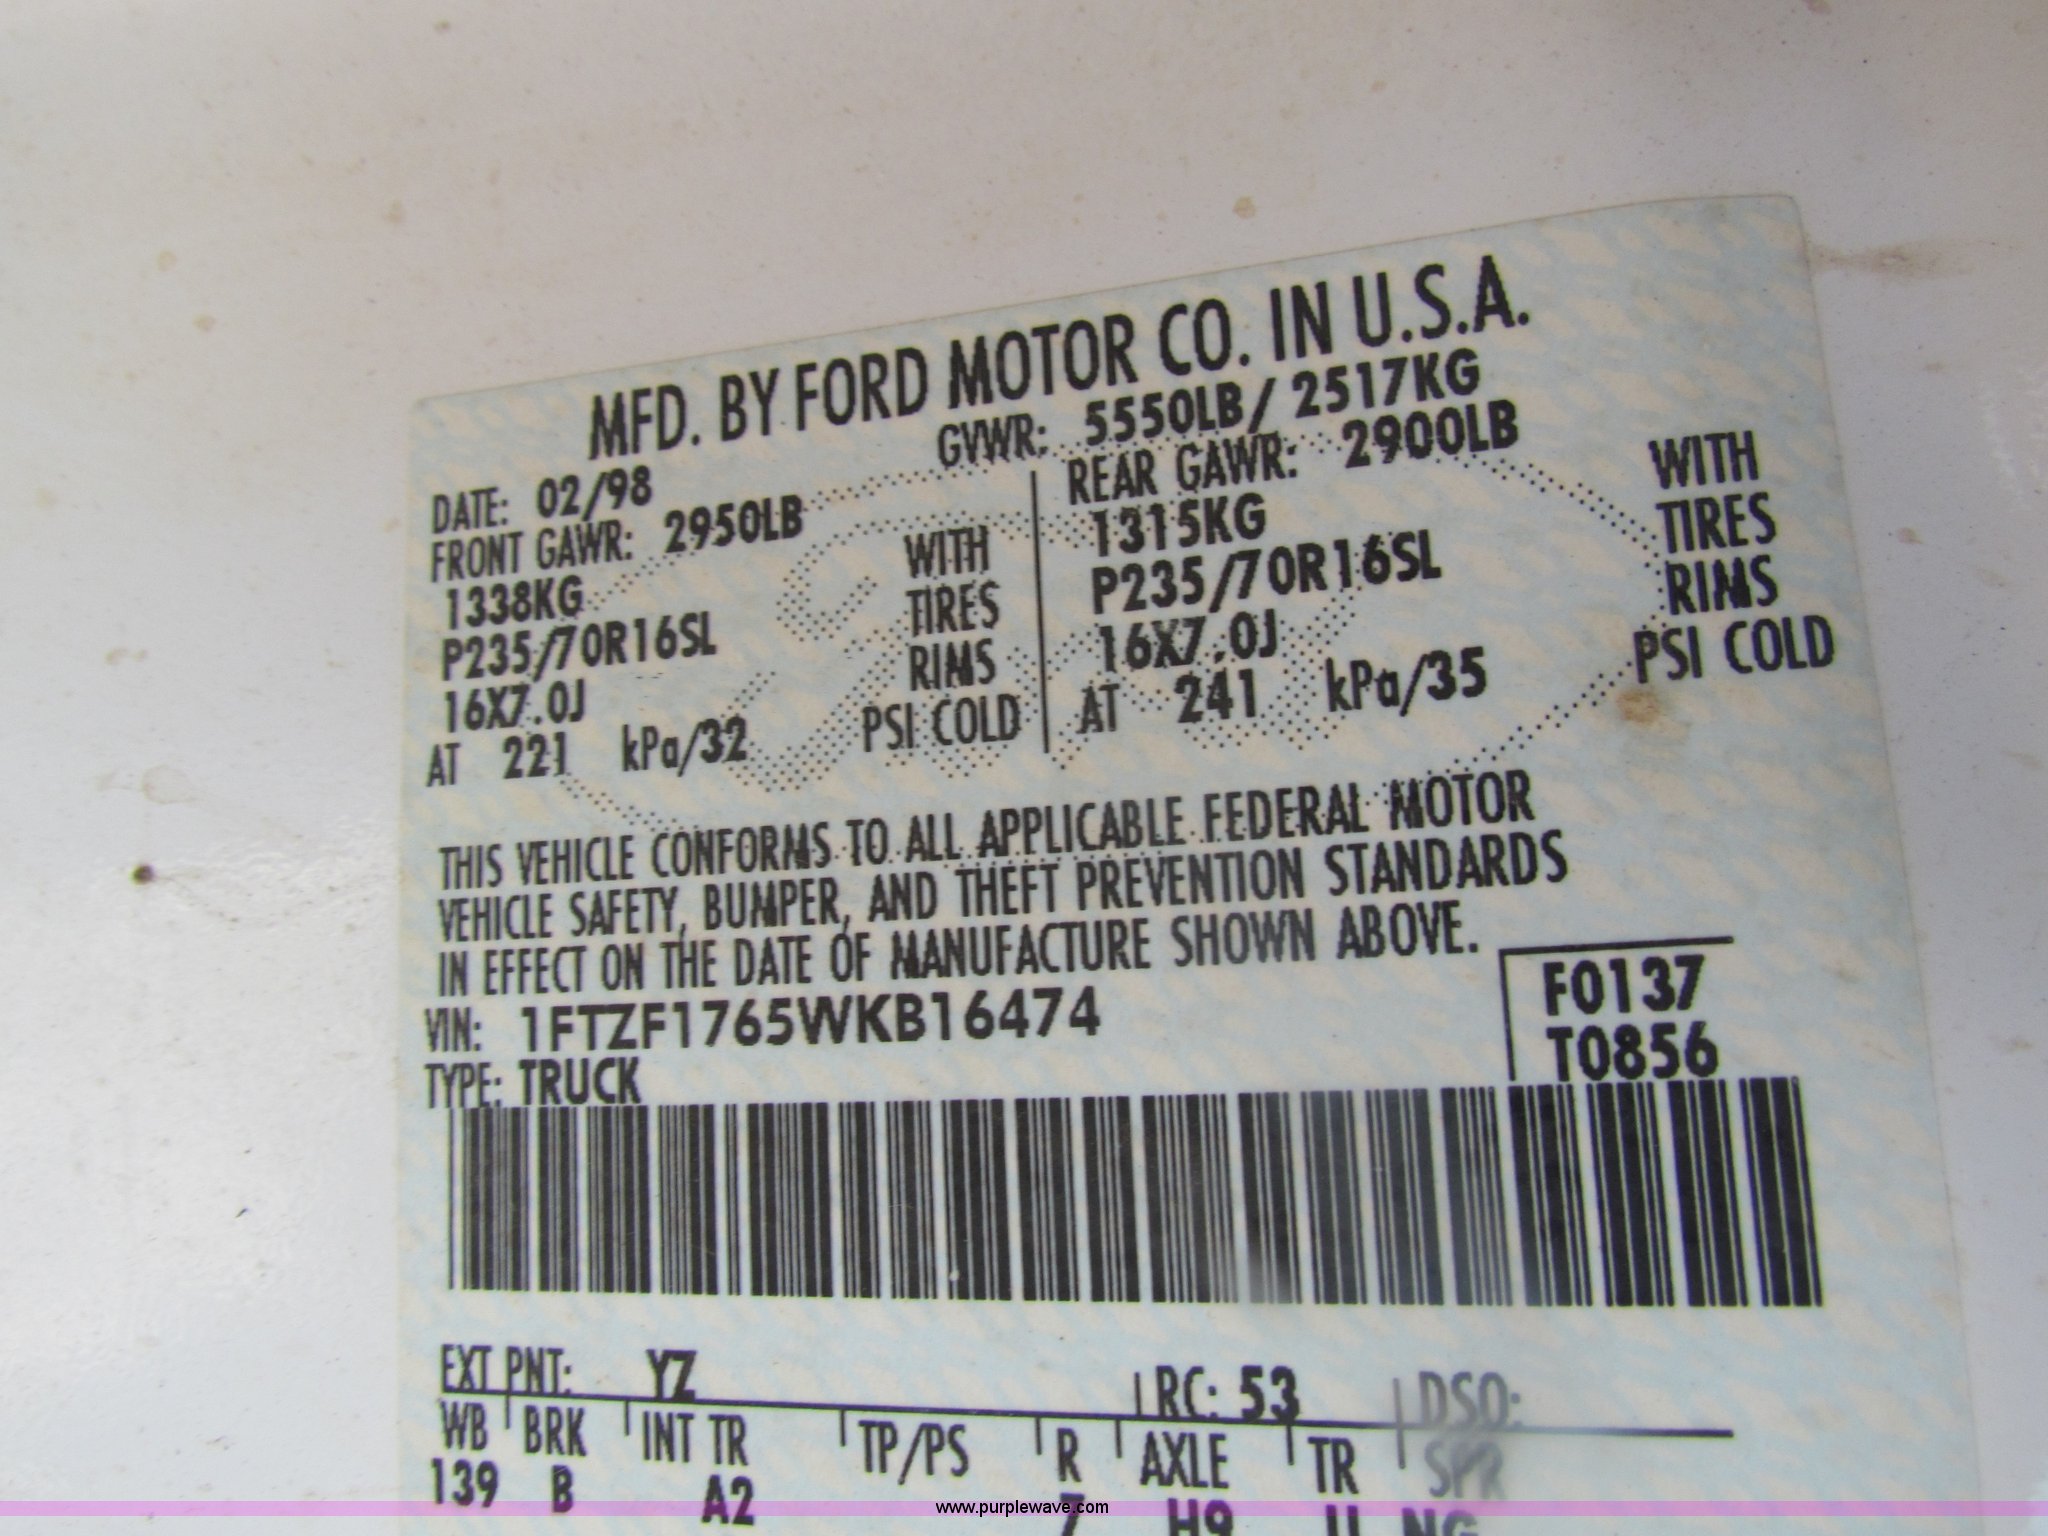 MFD. BY FORD MOTOR CO. IN U.S.A.
DATE: 02/98 GVWR: 5550LB/ 2517KG
FRONT GAWR: 2950LB REAR GAWR: 2900LB
1338KG WITH 1315KG WITH
P235/70R16SL TIRES P235/70R16SL TIRES
16X7.0J RIMS 16X7.0J RIMS
AT 221 kPa/32 PSI COLD AT 241 kPa/35 PSI COLD
THIS VEHICLE CONFORMS TO ALL APPLICABLE FEDERAL MOTOR
VEHICLE SAFETY, BUMPER, AND THEFT PREVENTION STANDARDS
IN EFFECT ON THE DATE OF MANUFACTURE SHOWN ABOVE.
VIN: 1FTZF1765WKB16474 F0137
TYPE: TRUCK T0856
EXT PNT: YZ RC: 53 DSO:
WB BRK INT TR TP/PS R AXLE TR SPR
139 B A2 7 H9 U
www.purplewave.com